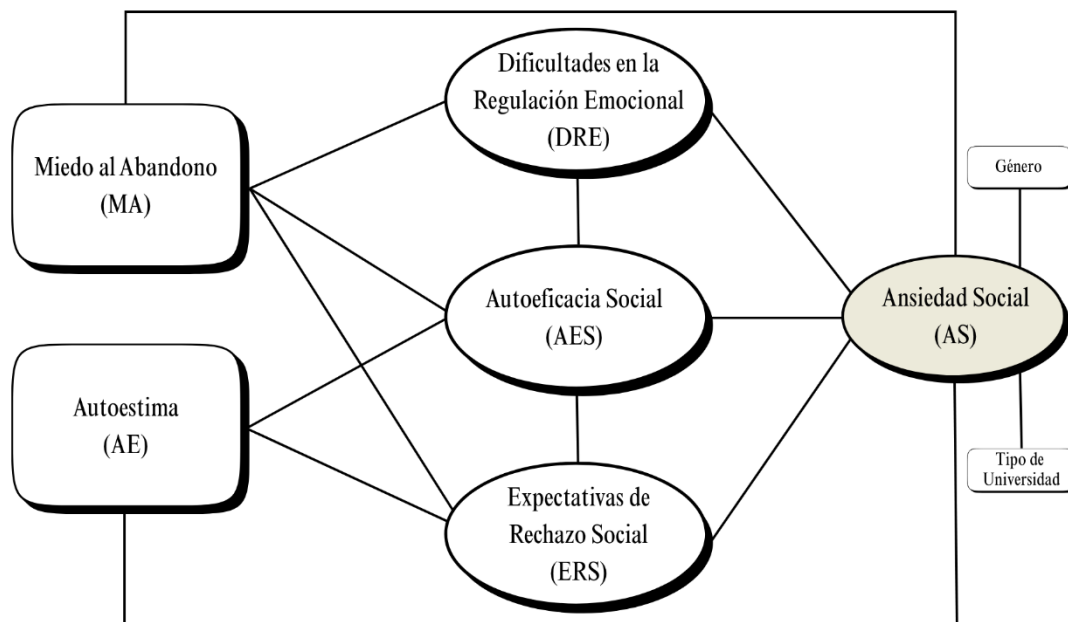 Dificultades en la
Regulación Emocional
(DRE)
Miedo al Abandono
(MA)
Género
Autoeficacia Social
(AES)
Ansiedad Social
(AS)
Autoestima
(AE)
Tipo de
Universidad
Expectativas de
Rechazo Social
(ERS)